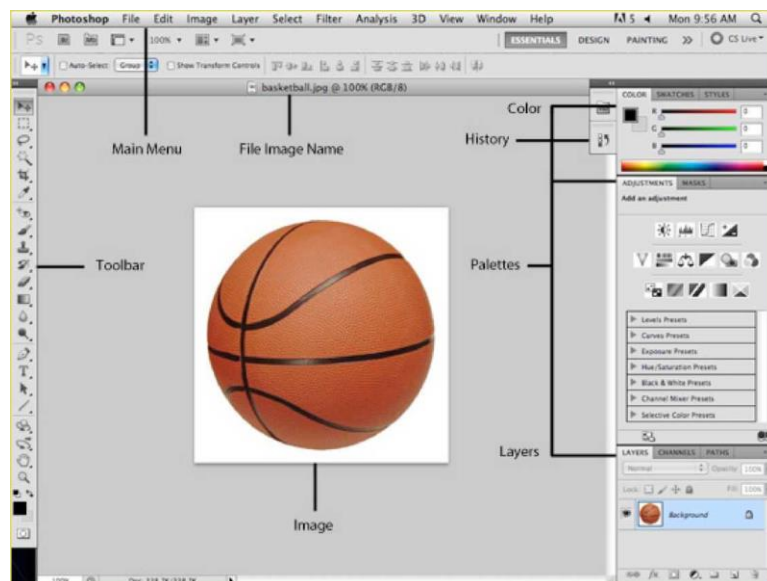 Photoshop File Edit Image Layer Select Filter Analysis 3D View Window Help Mon 9:56 AM
Ps 100% ESSENTIALS DESIGN PAINTING CS Live
Auto-Select: Group Show Transform Controls
basketball.jpg @ 100% (RGB/8)
Main Menu
File Image Name
Color
History
Toolbar
Palettes
Layers
Image
COLOR SWATCHES STYLES
R 0
G 0
B 0
ADJUSTMENTS MASKS
Add an adjustment
Levels Presets
Curves Presets
Exposure Presets
Hue/Saturation Presets
Black & White Presets
Channel Mixer Presets
Selective Color Presets
LAYERS CHANNELS PATHS
Normal Opacity: 100%
Lock: Fill: 100%
Background
100%